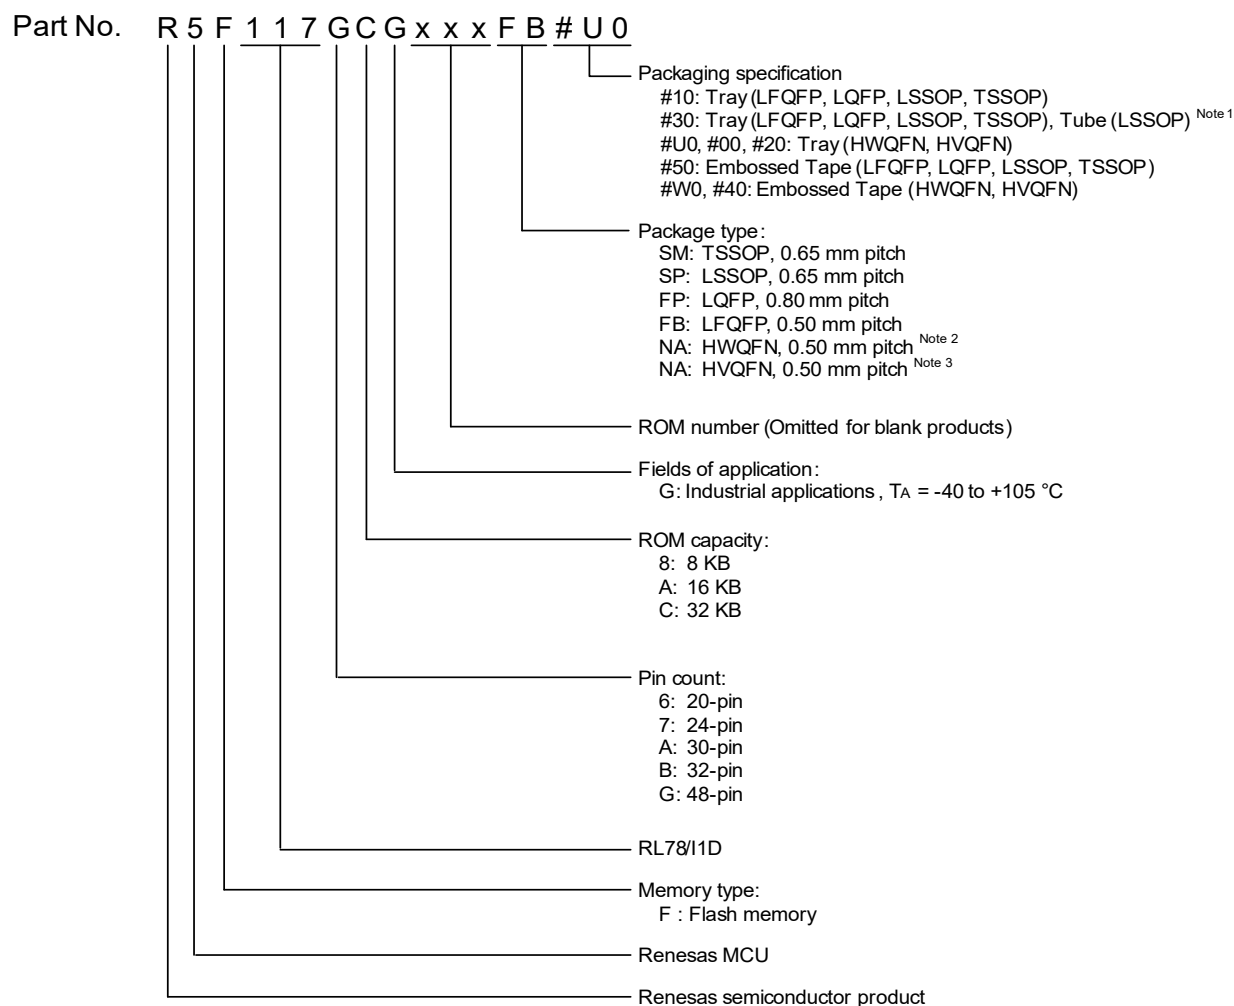 Part No. R 5 F 1 1 7 G C G x x x F B # U 0
Packaging specification
#10: Tray (LFQFP, LQFP, LSSOP, TSSOP)
#30: Tray (LFQFP, LQFP, LSSOP, TSSOP), Tube (LSSOP) Note 1
#U0, #00, #20: Tray (HWQFN, HVQFN)
#50: Embossed Tape (LFQFP, LQFP, LSSOP, TSSOP)
#W0, #40: Embossed Tape (HWQFN, HVQFN)
Package type:
SM: TSSOP, 0.65 mm pitch
SP: LSSOP, 0.65 mm pitch
FP: LQFP, 0.80 mm pitch
FB: LFQFP, 0.50 mm pitch
NA: HWQFN, 0.50 mm pitch Note 2
NA: HVQFN, 0.50 mm pitch Note 3
ROM number (Omitted for blank products)
Fields of application:
G: Industrial applications , TA = -40 to +105 °C
ROM capacity:
8: 8 KB
A: 16 KB
C: 32 KB
Pin count:
6: 20-pin
7: 24-pin
A: 30-pin
B: 32-pin
G: 48-pin
RL78/I1D
Memory type:
F : Flash memory
Renesas MCU
Renesas semiconductor product